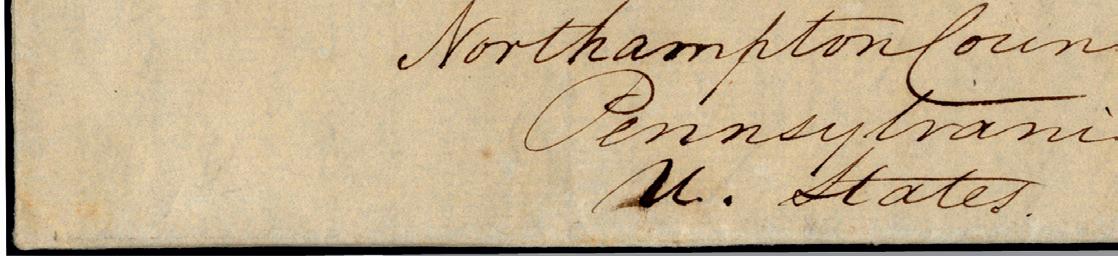 Northampton Coun
Pennsylvani
U. States.